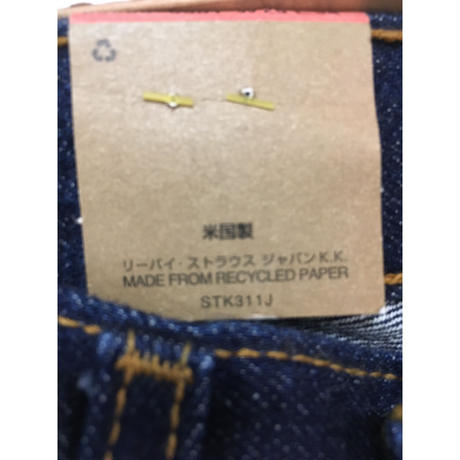 米国製
リーバイ・ストラウス ジャパン K.K.
MADE FROM RECYCLED PAPER
STK311J